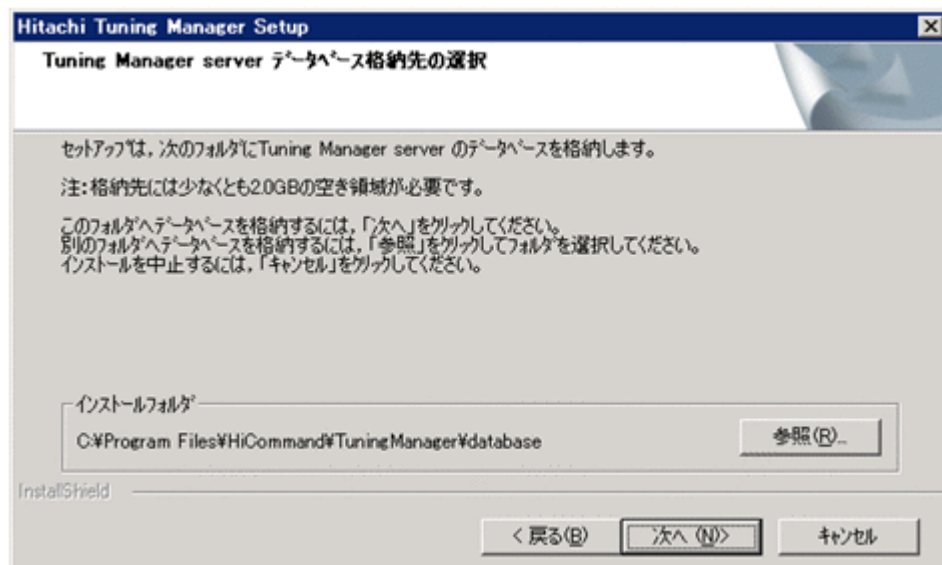 Hitachi Tuning Manager Setup
Tuning Manager server データベース格納先の選択
セットアップは，次のフォルダにTuning Manager server のデータベースを格納します。
注：格納先には少なくとも2.0GBの空き領域が必要です。
このフォルダへデータベースを格納するには，「次へ」をクリックしてください。
別のフォルダへデータベースを格納するには，「参照」をクリックしてフォルダを選択してください。
インストールを中止するには，「キャンセル」をクリックしてください。
インストールフォルダ
C:¥Program Files¥HiCommand¥TuningManager¥database
参照(R)...
InstallShield
< 戻る(B)
次へ (N)>
キャンセル